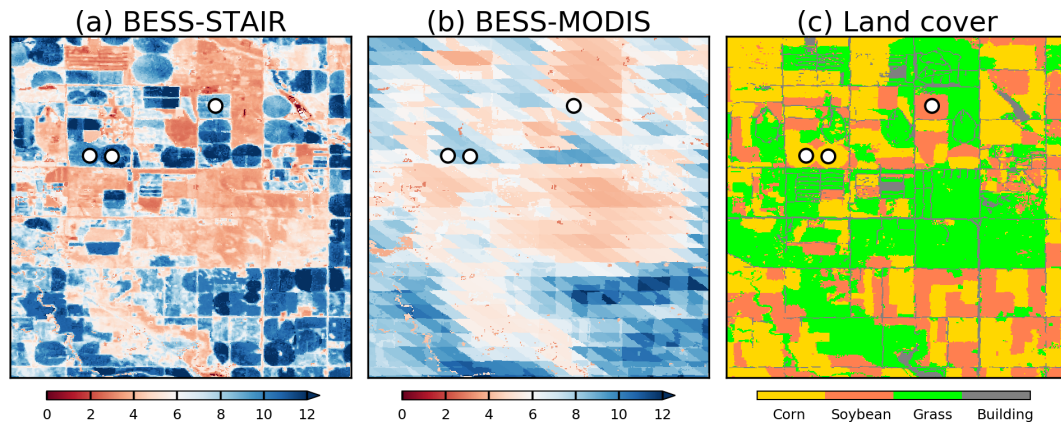 (a) BESS-STAIR (b) BESS-MODIS (c) Land cover
0 2 4 6 8 10 12 0 2 4 6 8 10 12 Corn Soybean Grass Building